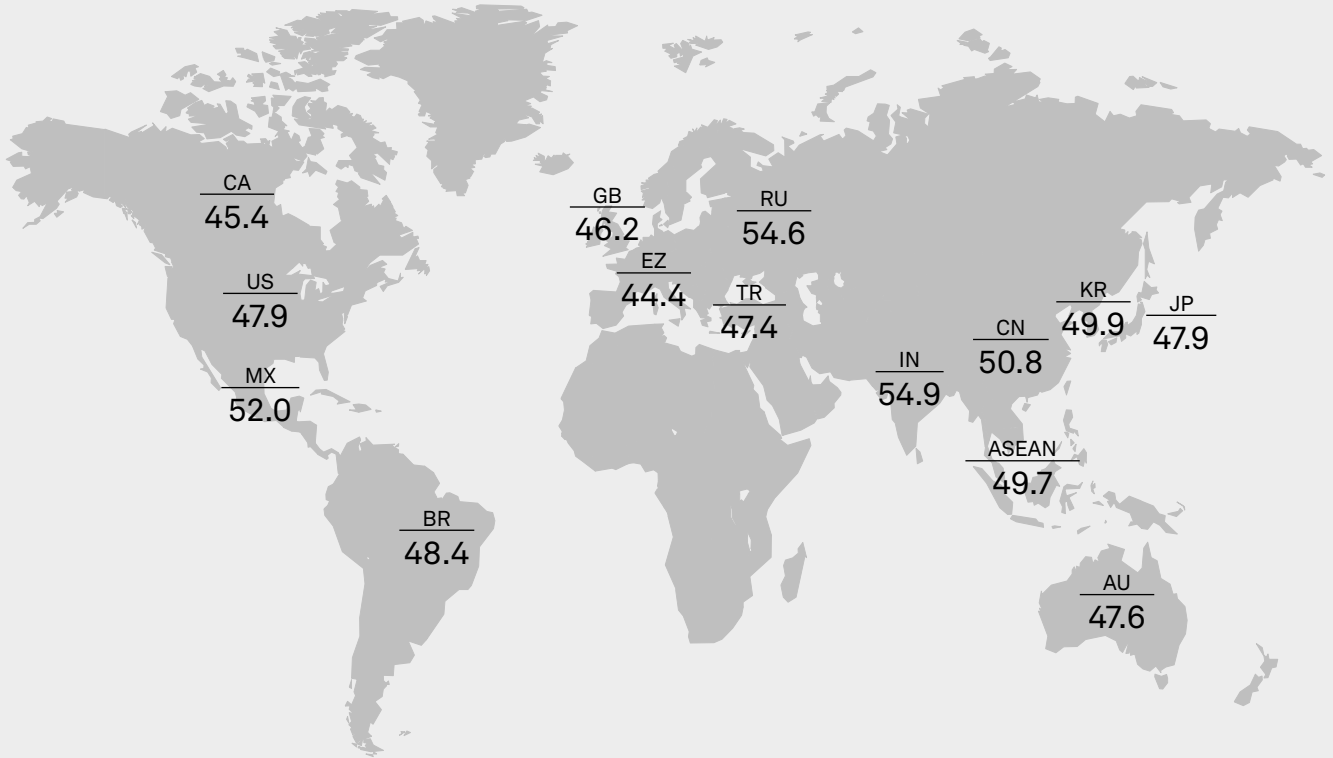 CA
45.4
GB
46.2
RU
54.6
EZ
44.4
US
47.9
TR
47.4
KR
49.9
JP
47.9
CN
50.8
IN
54.9
MX
52.0
ASEAN
49.7
BR
48.4
AU
47.6